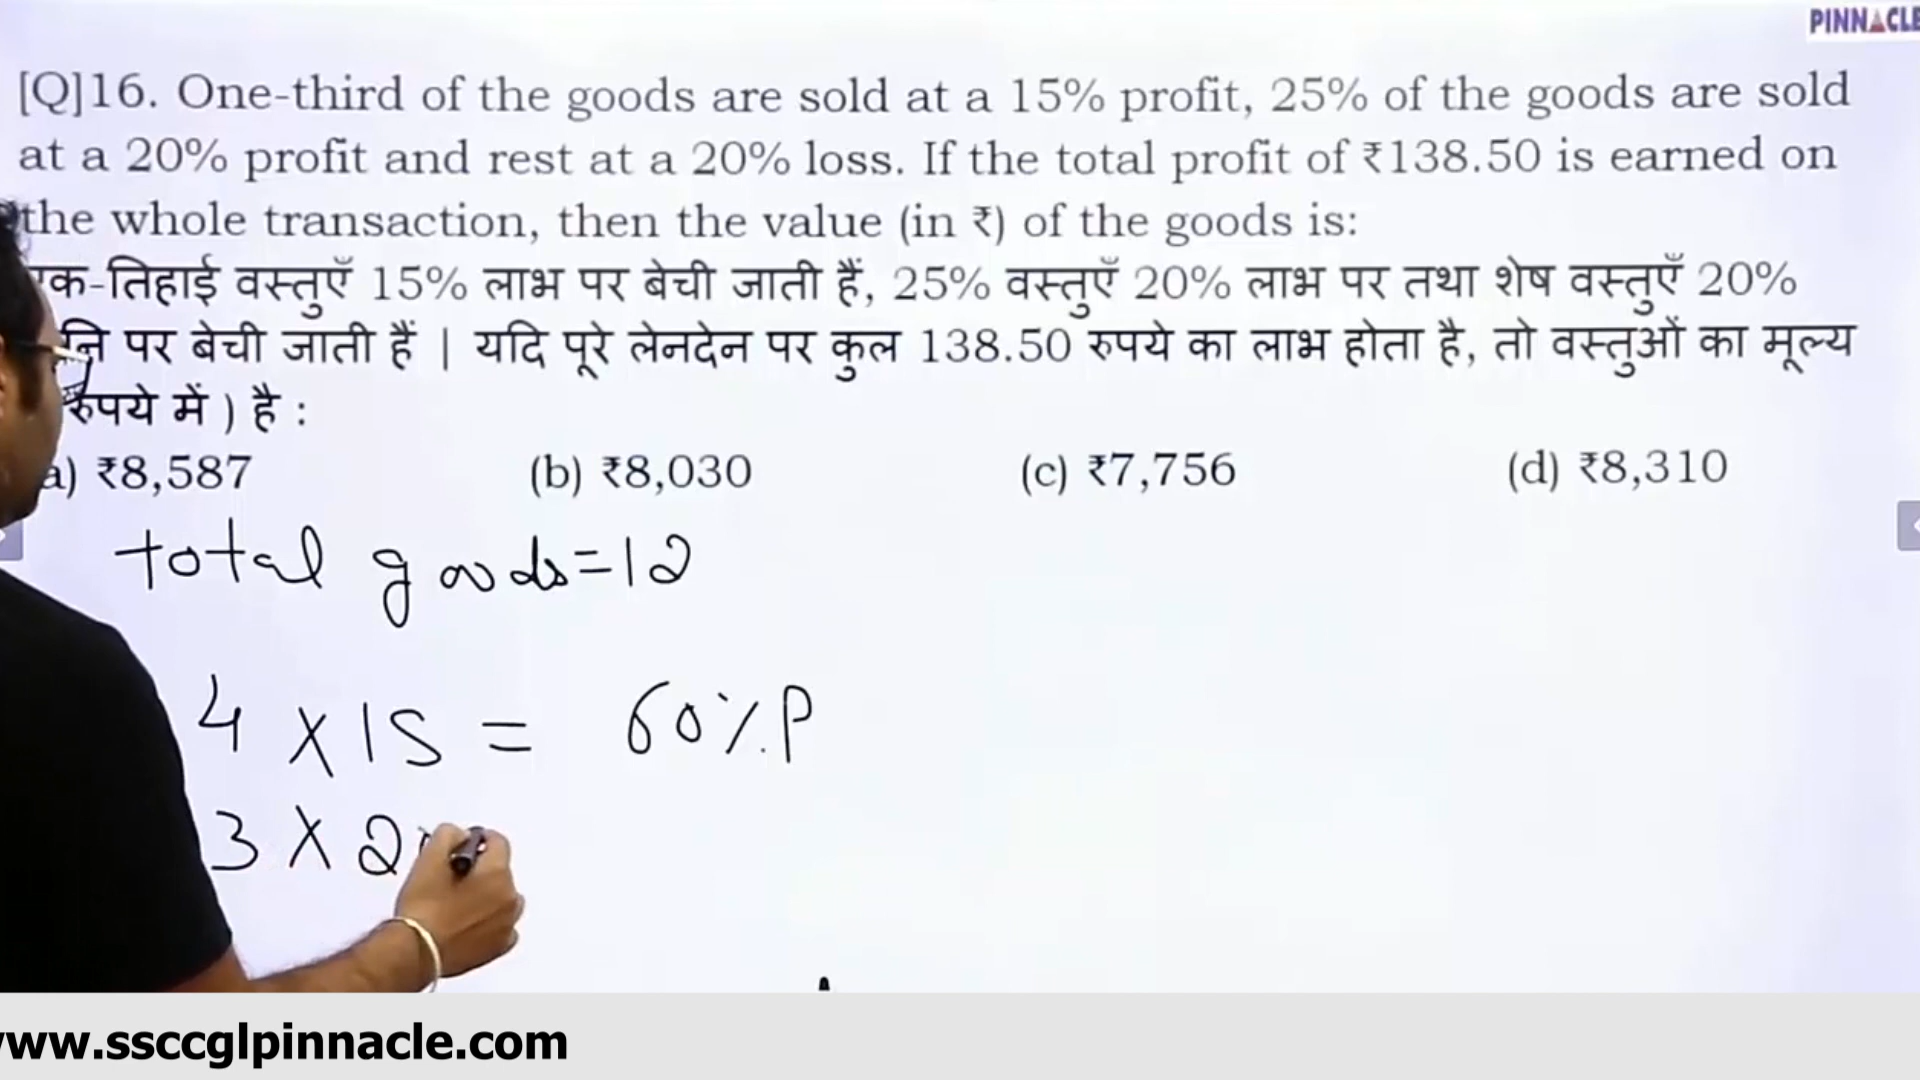 PINNACLE
[Q]16. One-third of the goods are sold at a 15% profit, 25% of the goods are sold
at a 20% profit and rest at a 20% loss. If the total profit of ₹138.50 is earned on
the whole transaction, then the value (in ₹) of the goods is:
क-तिहाई वस्तुएँ 15% लाभ पर बेची जाती हैं, 25% वस्तुएँ 20% लाभ पर तथा शेष वस्तुएँ 20%
नि पर बेची जाती हैं | यदि पूरे लेनदेन पर कुल 138.50 रुपये का लाभ होता है, तो वस्तुओं का मूल्य
रुपये में ) है :
a) ₹8,587 (b) ₹8,030 (c) ₹7,756 (d) ₹8,310
total goods=12
4 X 15 = 60%.P
3 X 2
www.ssccglpinnacle.com